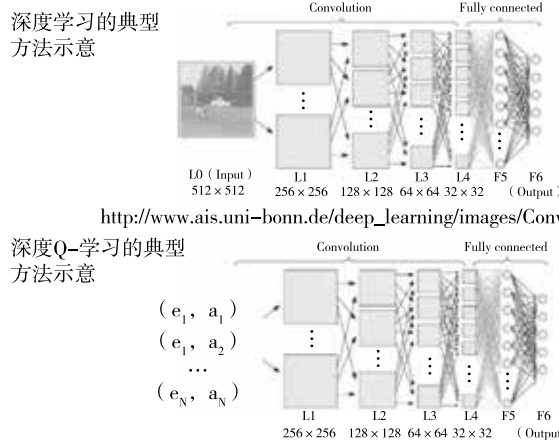 深度学习的典型
方法示意
Convolution
Fully connected
L0（Input）
512×512
L1
256×256
L2
128×128
L3
64×64
L4
32×32
F5
F6
（Output）
http://www.ais.uni-bonn.de/deep_learning/images/Conv
深度Q-学习的典型
方法示意
Convolution
Fully connected
（e₁，a₁）
（e₁，a₂）
…
（e_N，a_N）
L1
256×256
L2
128×128
L3
64×64
L4
32×32
F5
F6
（Output